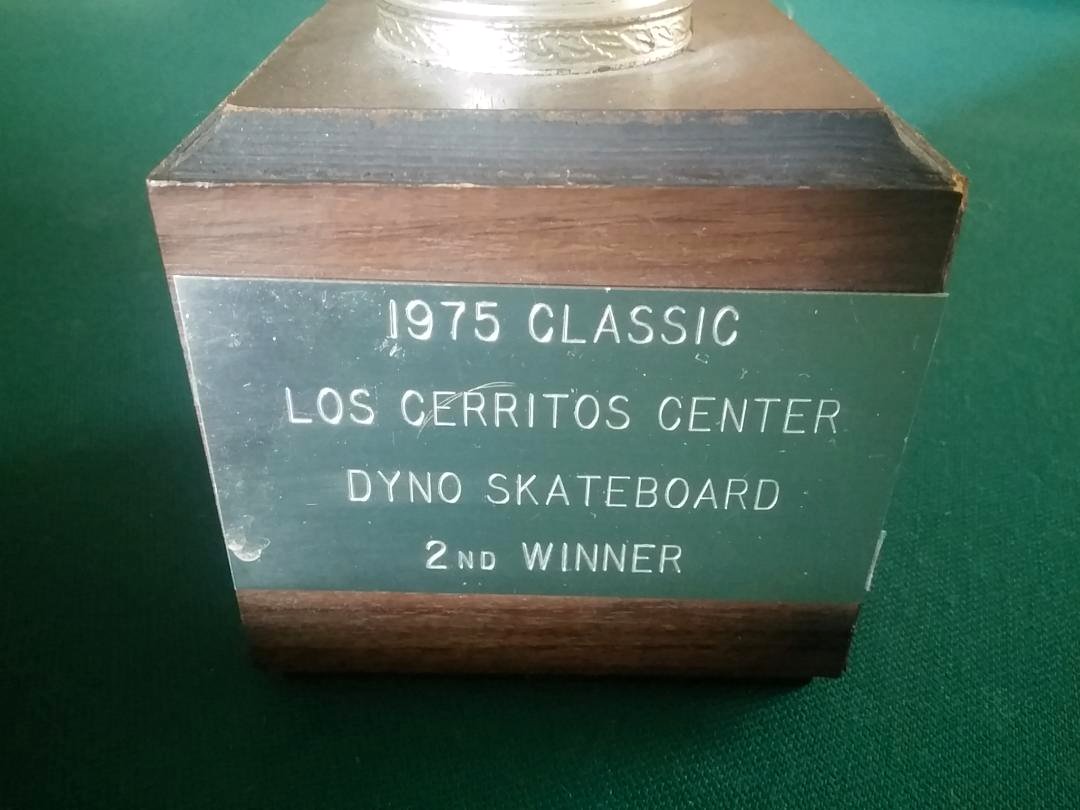 1975 CLASSIC
LOS CERRITOS CENTER
DYNO SKATEBOARD
2ND WINNER